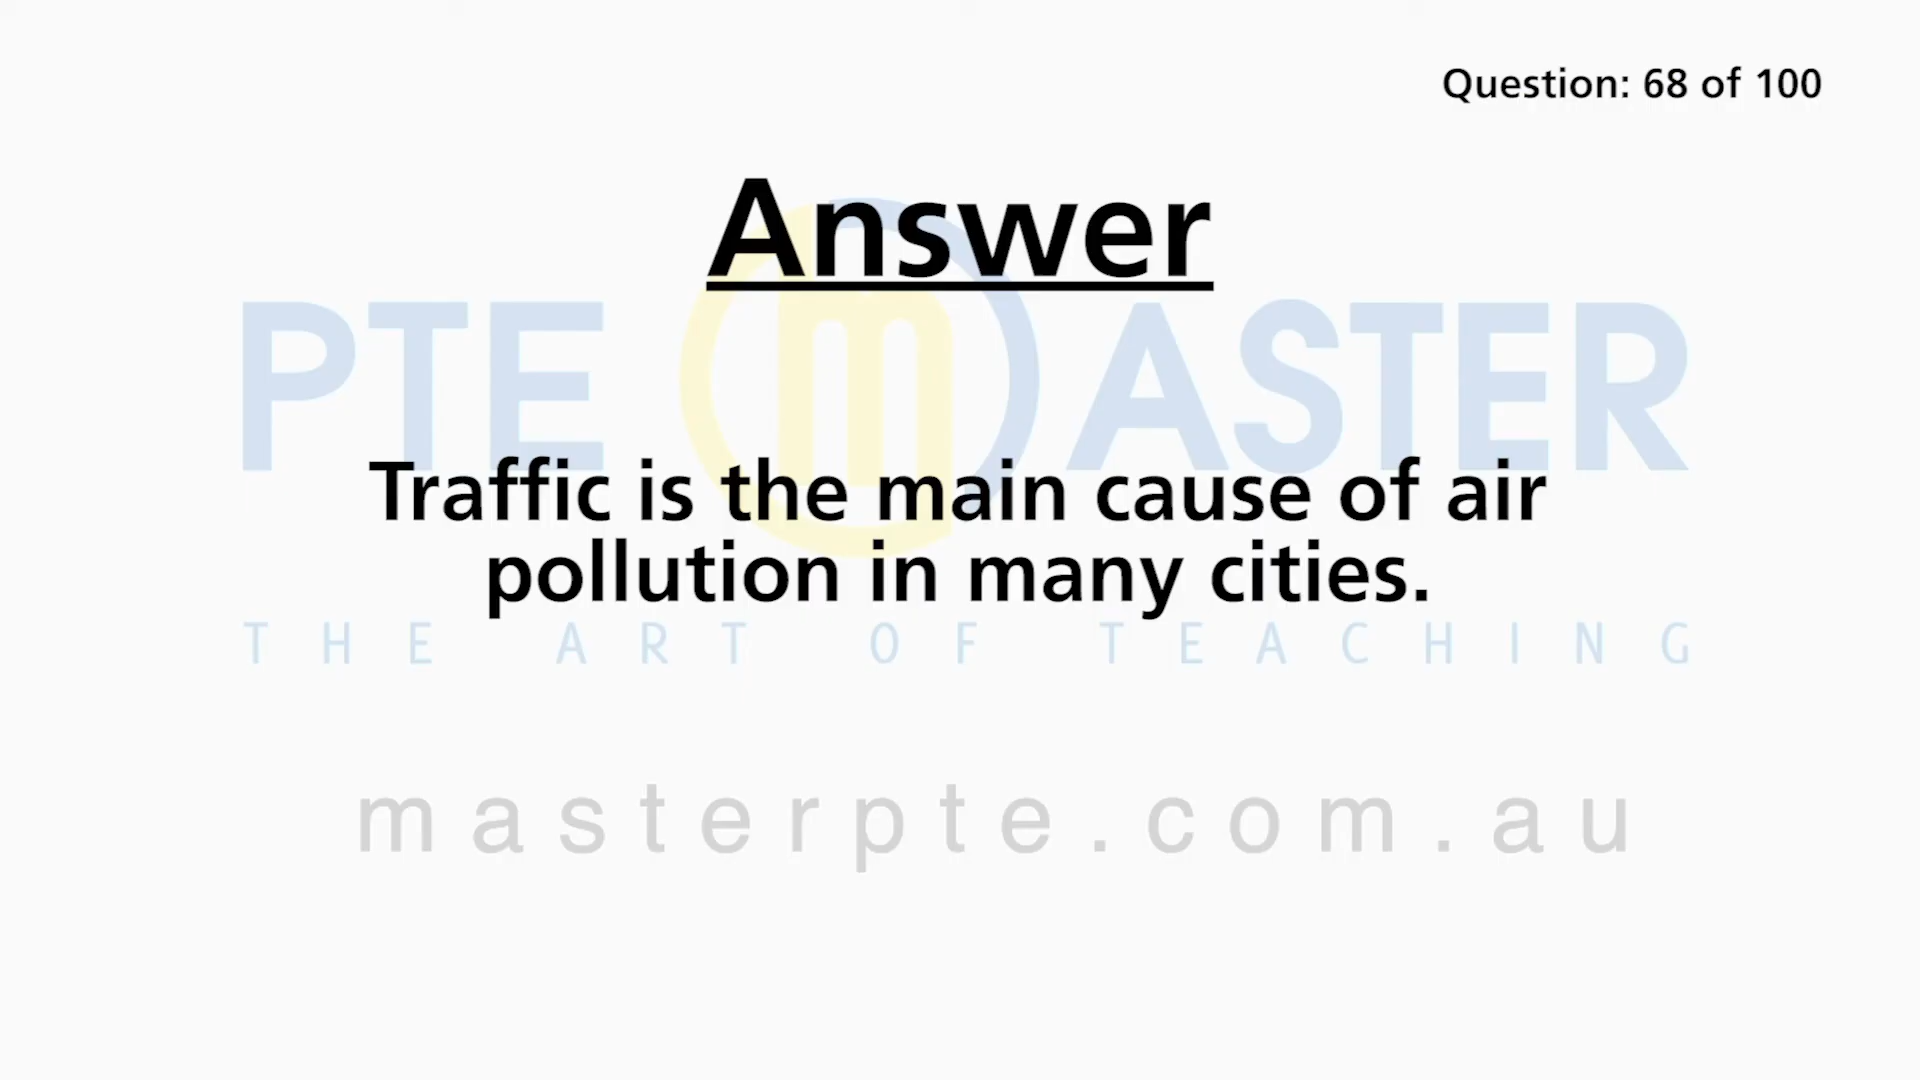 Question: 68 of 100
Answer
PTE MASTER
Traffic is the main cause of air
pollution in many cities.
THE ART OF TEACHING
masterpte.com.au